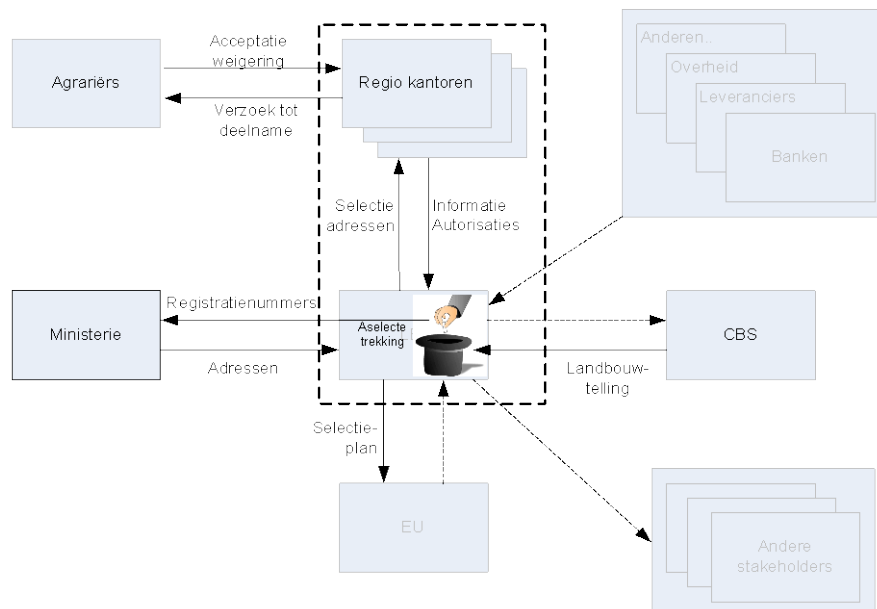 Acceptatie
weigering
Agrariërs
Verzoek tot
deelname
Regio kantoren
Anderen..
Overheid
Leveranciers
Banken
Selectie
adressen
Informatie
Autorisaties
Registratienummers
Ministerie
Adressen
Aselecte
trekking
CBS
Landbouw-
telling
Selectie-
plan
EU
Andere
stakeholders